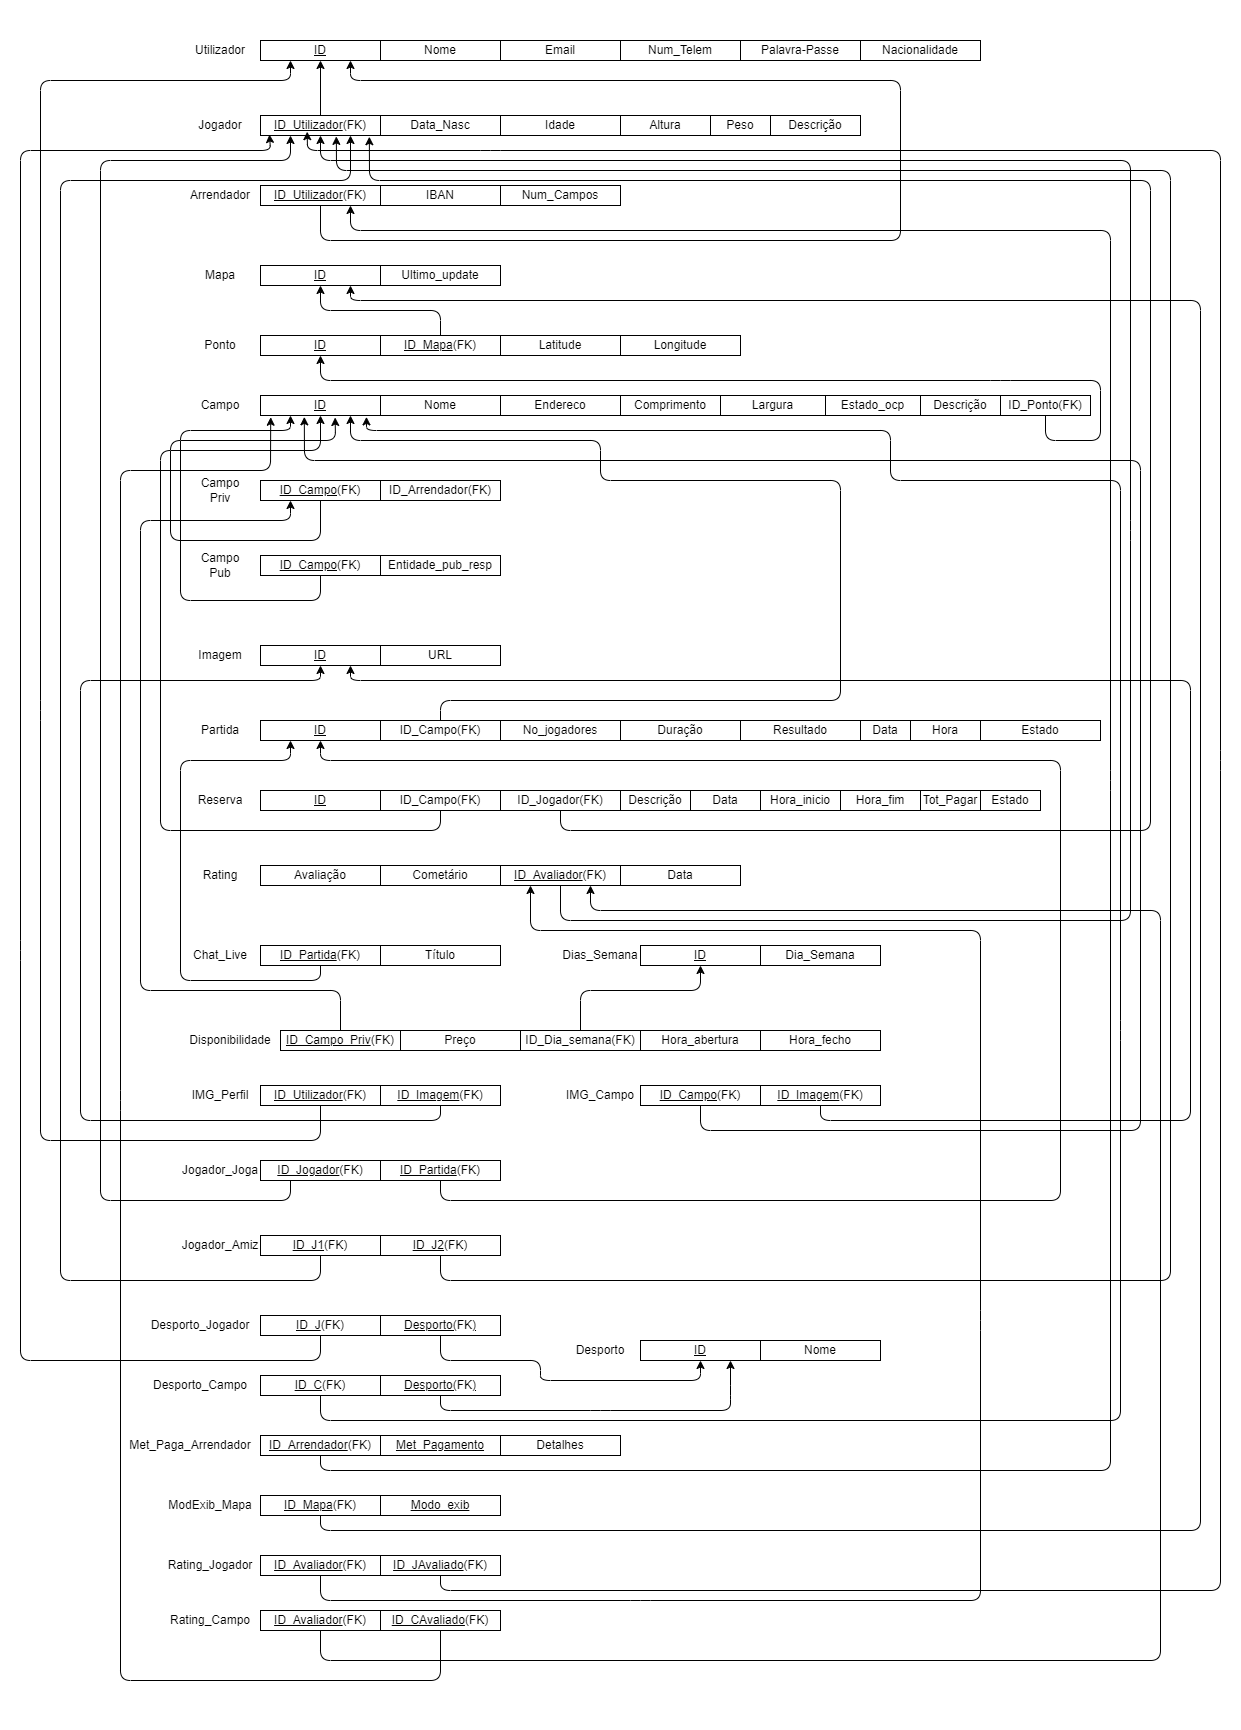 Utilizador ID Nome Email Num_Telem Palavra-Passe Nacionalidade
Jogador ID_Utilizador(FK) Data_Nasc Idade Altura Peso Descrição
Arrendador ID_Utilizador(FK) IBAN Num_Campos
Mapa ID Ultimo_update
Ponto ID ID_Mapa(FK) Latitude Longitude
Campo ID Nome Endereco Comprimento Largura Estado_ocp Descrição ID_Ponto(FK)
Campo
Priv ID_Campo(FK) ID_Arrendador(FK)
Campo
Pub ID_Campo(FK) Entidade_pub_resp
Imagem ID URL
Partida ID ID_Campo(FK) No_jogadores Duração Resultado Data Hora Estado
Reserva ID ID_Campo(FK) ID_Jogador(FK) Descrição Data Hora_inicio Hora_fim Tot_Pagar Estado
Rating Avaliação Cometário ID_Avaliador(FK) Data
Chat_Live ID_Partida(FK) Título Dias_Semana ID Dia_Semana
Disponibilidade ID_Campo_Priv(FK) Preço ID_Dia_semana(FK) Hora_abertura Hora_fecho
IMG_Perfil ID_Utilizador(FK) ID_Imagem(FK) IMG_Campo ID_Campo(FK) ID_Imagem(FK)
Jogador_Joga ID_Jogador(FK) ID_Partida(FK)
Jogador_Amiz ID_J1(FK) ID_J2(FK)
Desporto_Jogador ID_J(FK) Desporto(FK)
Desporto ID Nome
Desporto_Campo ID_C(FK) Desporto(FK)
Met_Paga_Arrendador ID_Arrendador(FK) Met_Pagamento Detalhes
ModExib_Mapa ID_Mapa(FK) Modo_exib
Rating_Jogador ID_Avaliador(FK) ID_JAvaliado(FK)
Rating_Campo ID_Avaliador(FK) ID_CAvaliado(FK)